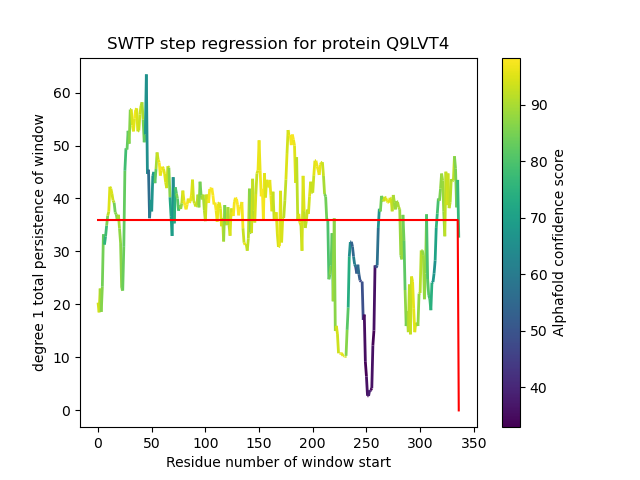 SWTP step regression for protein Q9LVT4
degree 1 total persistence of window
60
50
40
30
20
10
0
0 50 100 150 200 250 300 350
Residue number of window start
90
80
70
60
50
40
Alphafold confidence score